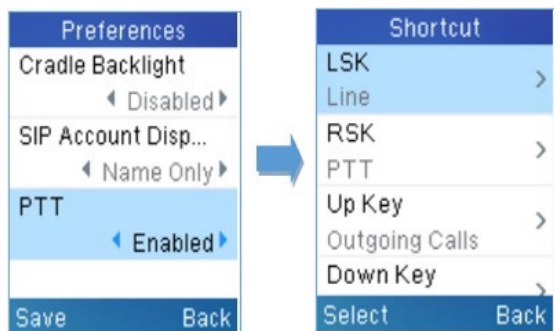 Preferences
Cradle Backlight
Disabled
SIP Account Disp...
Name Only
PTT
Enabled
Save Back
Shortcut
LSK
Line
RSK
PTT
Up Key
Outgoing Calls
Down Key
Select Back